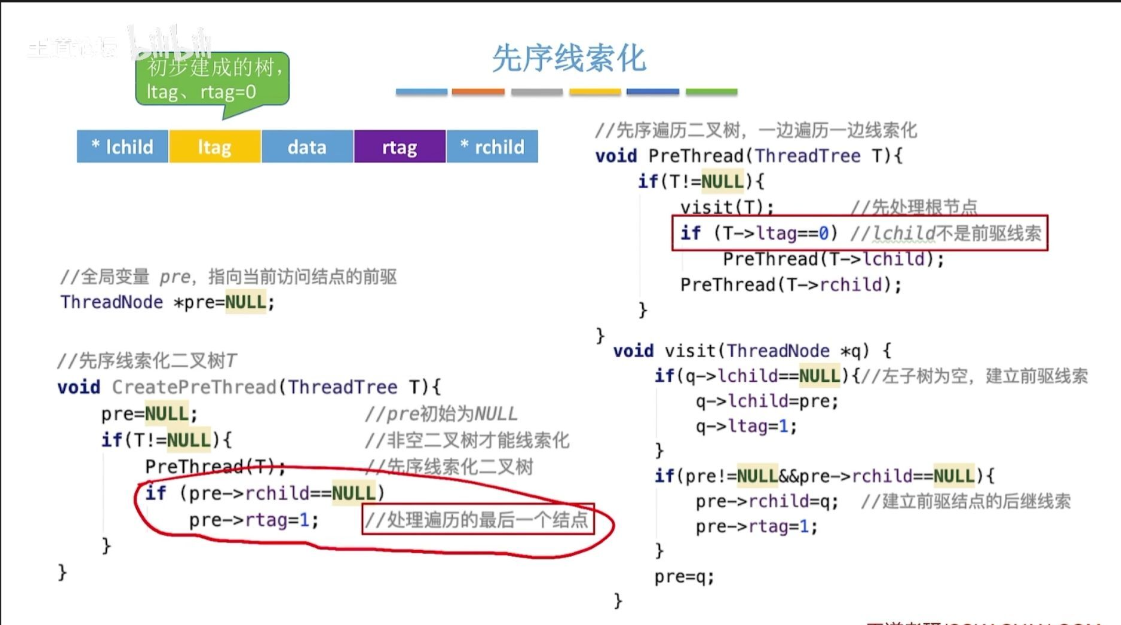 先序线索化
初步建成的树，
ltag、rtag=0
* lchild ltag data rtag * rchild
//全局变量 pre，指向当前访问结点的前驱
ThreadNode *pre=NULL;
//先序线索化二叉树T
void CreatePreThread(ThreadTree T){
pre=NULL; //pre初始为NULL
if(T!=NULL){ //非空二叉树才能线索化
PreThread(T); //先序线索化二叉树
if (pre->rchild==NULL)
pre->rtag=1; //处理遍历的最后一个结点
}
}
//先序遍历二叉树，一边遍历一边线索化
void PreThread(ThreadTree T){
if(T!=NULL){
visit(T); //先处理根节点
if (T->ltag==0) //lchild不是前驱线索
PreThread(T->lchild);
PreThread(T->rchild);
}
}
void visit(ThreadNode *q) {
if(q->lchild==NULL){//左子树为空，建立前驱线索
q->lchild=pre;
q->ltag=1;
}
if(pre!=NULL&&pre->rchild==NULL){
pre->rchild=q; //建立前驱结点的后继线索
pre->rtag=1;
}
pre=q;
}